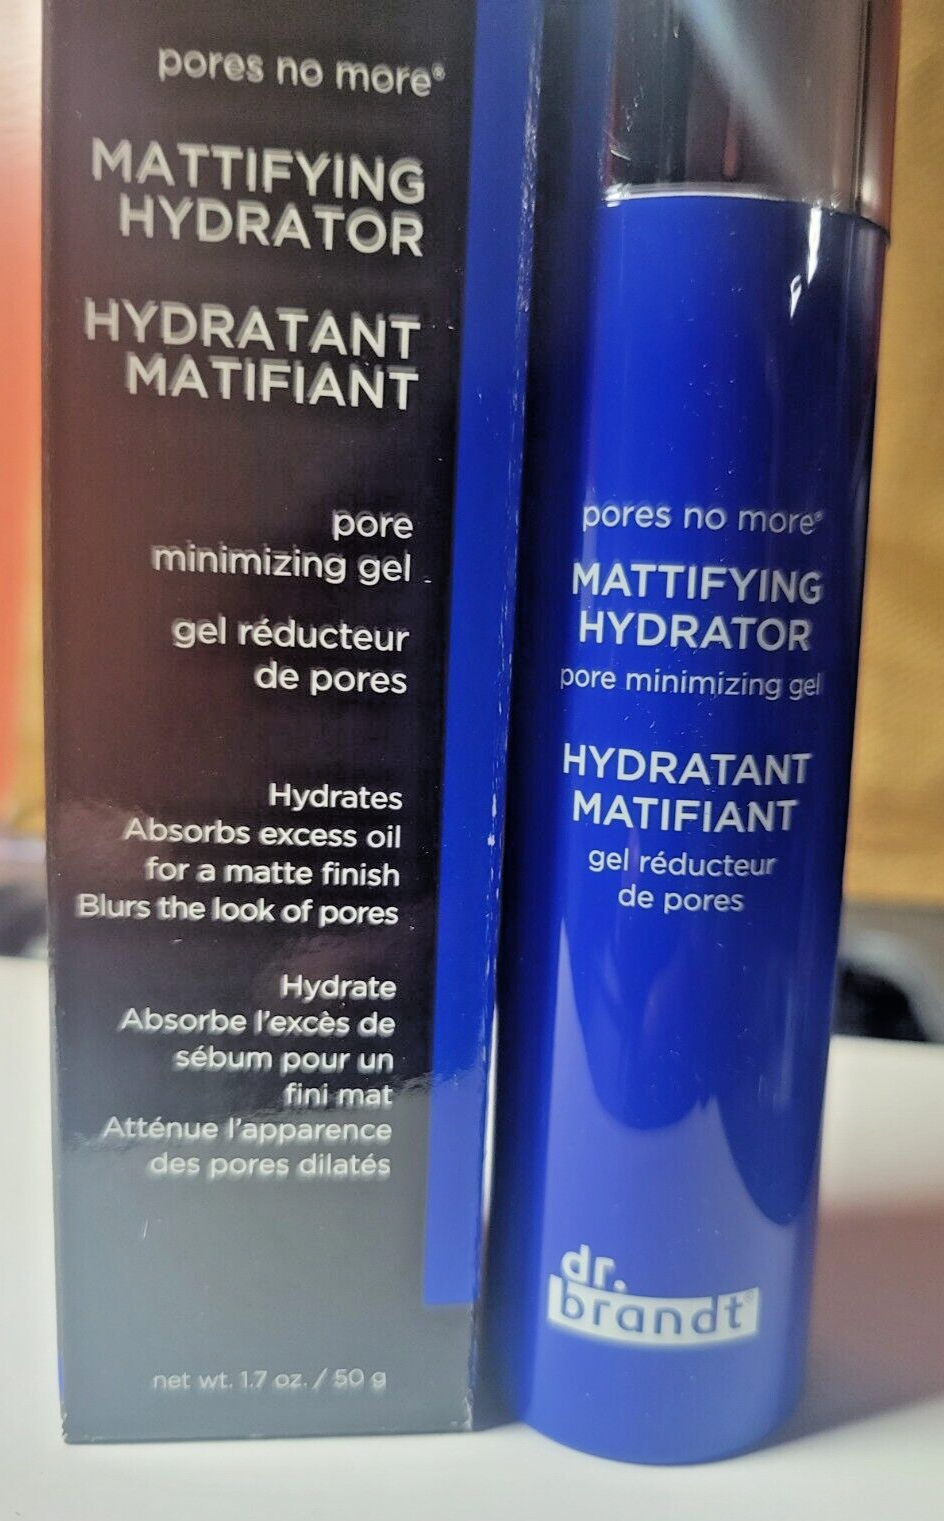 pores no more®
MATTIFYING
HYDRATOR
HYDRATANT
MATIFIANT
pore
minimizing gel
gel réducteur
de pores
Hydrates
Absorbs excess oil
for a matte finish
Blurs the look of pores
Hydrate
Absorbe l'excès de
sébum pour un
fini mat
Atténue l'apparence
des pores dilatés
net wt. 1.7 oz. / 50 g
pores no more®
MATTIFYING
HYDRATOR
pore minimizing gel
HYDRATANT
MATIFIANT
gel réducteur
de pores
dr.
brandt®